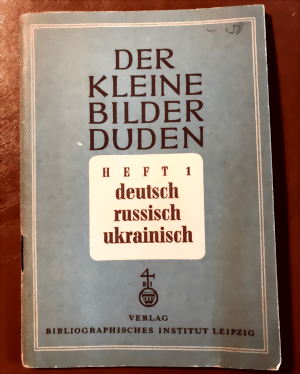 DER
KLEINE
BILDER
DUDEN
HEFT 1
deutsch
russisch
ukrainisch
B I
VERLAG
BIBLIOGRAPHISCHES INSTITUT LEIPZIG